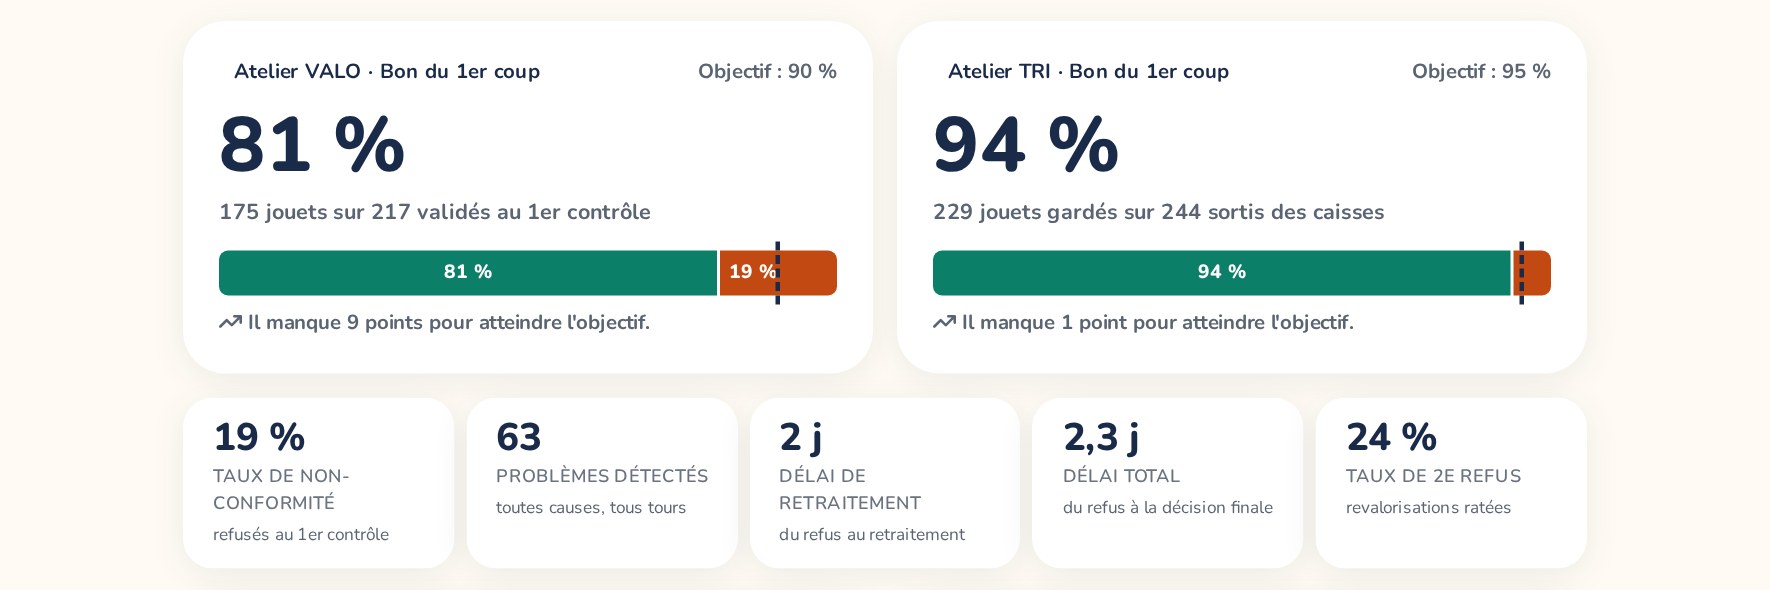 Atelier VALO · Bon du 1er coup
Objectif : 90 %
81 %
175 jouets sur 217 validés au 1er contrôle
81 %
19 %
Il manque 9 points pour atteindre l'objectif.
Atelier TRI · Bon du 1er coup
Objectif : 95 %
94 %
229 jouets gardés sur 244 sortis des caisses
94 %
Il manque 1 point pour atteindre l'objectif.
19 %
TAUX DE NON-
CONFORMITÉ
refusés au 1er contrôle
63
PROBLÈMES DÉTECTÉS
toutes causes, tous tours
2 j
DÉLAI DE
RETRAITEMENT
du refus au retraitement
2,3 j
DÉLAI TOTAL
du refus à la décision finale
24 %
TAUX DE 2E REFUS
revalorisations ratées